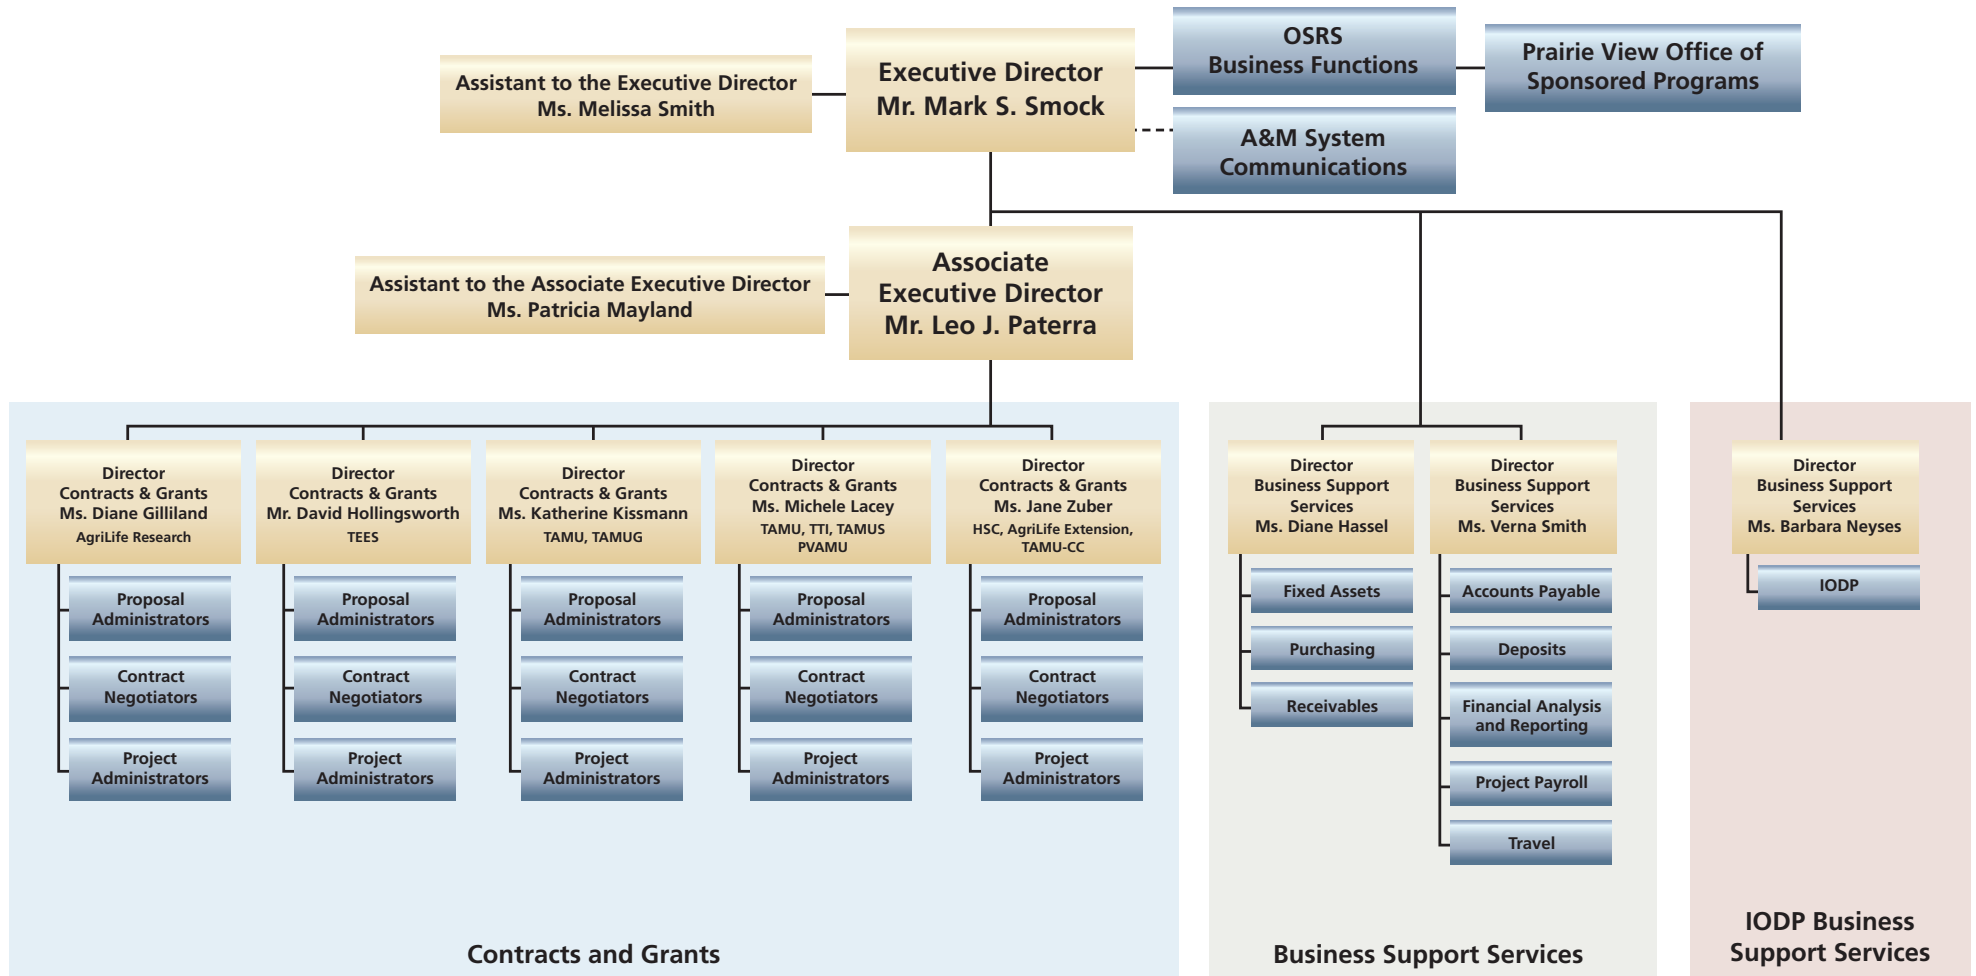 Assistant to the Executive Director
Ms. Melissa Smith
Executive Director
Mr. Mark S. Smock
OSRS
Business Functions
Prairie View Office of
Sponsored Programs
A&M System
Communications
Assistant to the Associate Executive Director
Ms. Patricia Mayland
Associate
Executive Director
Mr. Leo J. Paterra
Director
Contracts & Grants
Ms. Diane Gilliland
AgriLife Research
Proposal
Administrators
Contract
Negotiators
Project
Administrators
Director
Contracts & Grants
Mr. David Hollingsworth
TEES
Proposal
Administrators
Contract
Negotiators
Project
Administrators
Director
Contracts & Grants
Ms. Katherine Kissmann
TAMU, TAMUG
Proposal
Administrators
Contract
Negotiators
Project
Administrators
Director
Contracts & Grants
Ms. Michele Lacey
TAMU, TTI, TAMUS
PVAMU
Proposal
Administrators
Contract
Negotiators
Project
Administrators
Director
Contracts & Grants
Ms. Jane Zuber
HSC, AgriLife Extension,
TAMU-CC
Proposal
Administrators
Contract
Negotiators
Project
Administrators
Contracts and Grants
Director
Business Support
Services
Ms. Diane Hassel
Fixed Assets
Purchasing
Receivables
Director
Business Support
Services
Ms. Verna Smith
Accounts Payable
Deposits
Financial Analysis
and Reporting
Project Payroll
Travel
Business Support Services
Director
Business Support
Services
Ms. Barbara Neyses
IODP
IODP Business
Support Services